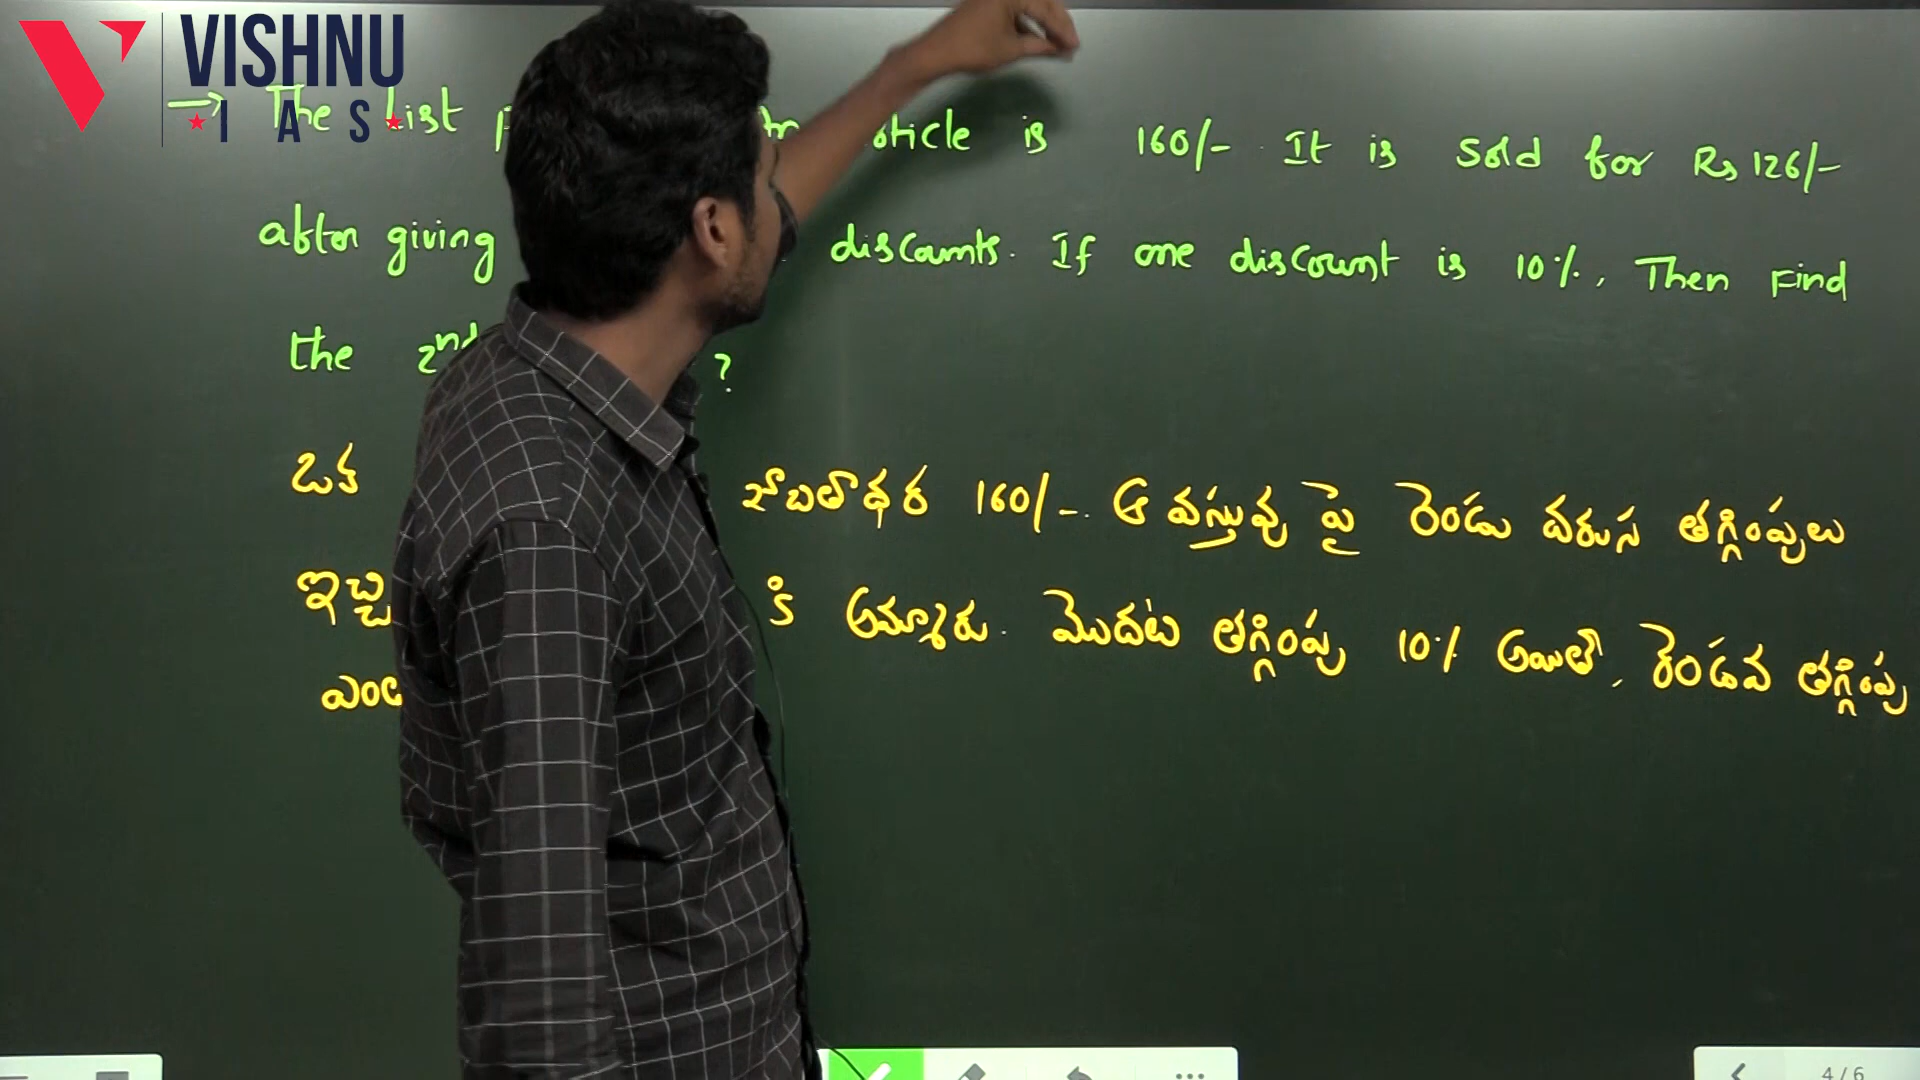 VISHNU
IAS
→ The List article is 160/- It is Sold for Rs 126/-
after giving discounts. If one discount is 10%, Then Find
the 2nd ?
ఒక జాబితాధర 160/-. ఆ వస్తువు పై రెండు వరుస తగ్గింపులు
ఇచ్చి కి అమ్మారు. మొదట తగ్గింపు 10% అయితే, రెండవ తగ్గింపు
4/6